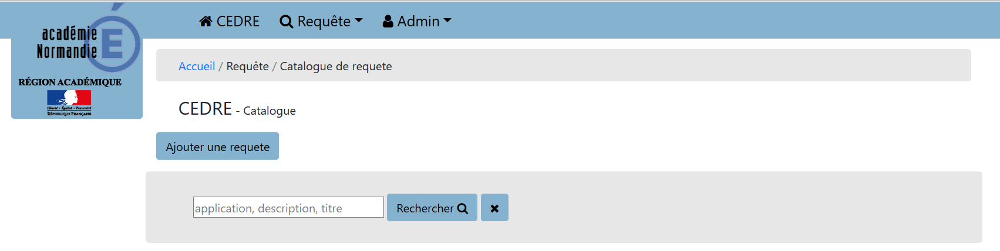 académie
Normandie
É
RÉGION ACADÉMIQUE
Liberté • Égalité • Fraternité
RÉPUBLIQUE FRANÇAISE
CEDRE Requête Admin
Accueil / Requête / Catalogue de requete
CEDRE - Catalogue
Ajouter une requete
application, description, titre Rechercher